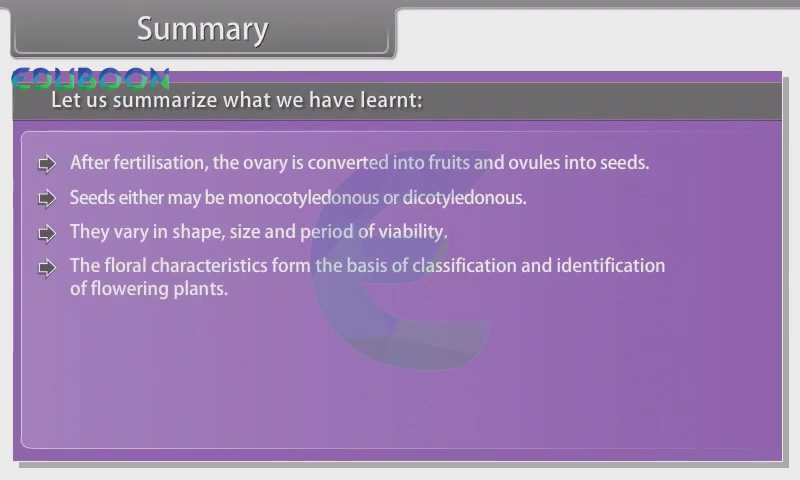 Summary
EDUBOON
Let us summarize what we have learnt:
After fertilisation, the ovary is converted into fruits and ovules into seeds.
Seeds either may be monocotyledonous or dicotyledonous.
They vary in shape, size and period of viability.
The floral characteristics form the basis of classification and identification
of flowering plants.